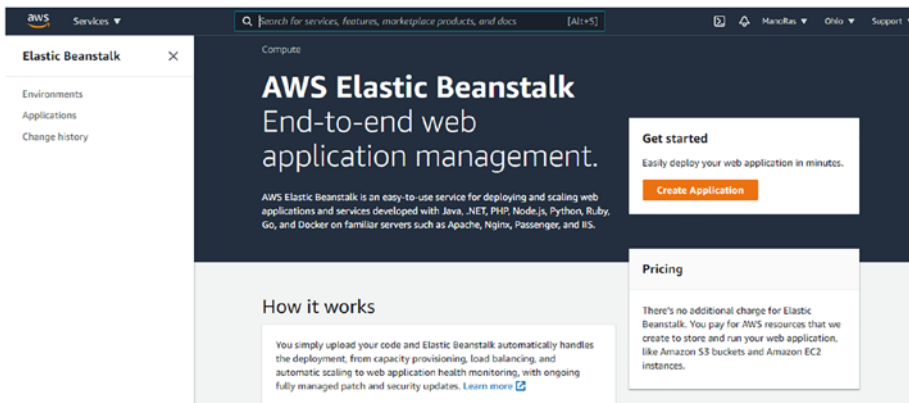 aws Services ▼ Search for services, features, marketplace products, and docs [Alt+S] ManoRas ▼ Ohio ▼ Support
Elastic Beanstalk ×
Environments
Applications
Change history
Compute
AWS Elastic Beanstalk
End-to-end web
application management.
AWS Elastic Beanstalk is an easy-to-use service for deploying and scaling web
applications and services developed with Java, .NET, PHP, Node.js, Python, Ruby,
Go, and Docker on familiar servers such as Apache, Nginx, Passenger, and IIS.
Get started
Easily deploy your web application in minutes.
Create Application
Pricing
There's no additional charge for Elastic
Beanstalk. You pay for AWS resources that we
create to store and run your web application,
like Amazon S3 buckets and Amazon EC2
instances.
How it works
You simply upload your code and Elastic Beanstalk automatically handles
the deployment, from capacity provisioning, load balancing, and
automatic scaling to web application health monitoring, with ongoing
fully managed patch and security updates. Learn more